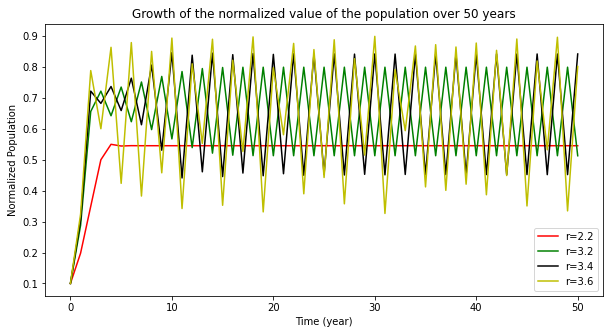 Growth of the normalized value of the population over 50 years
Normalized Population
0.9
0.8
0.7
0.6
0.5
0.4
0.3
0.2
0.1
0
10
20
30
40
50
Time (year)
r=2.2
r=3.2
r=3.4
r=3.6